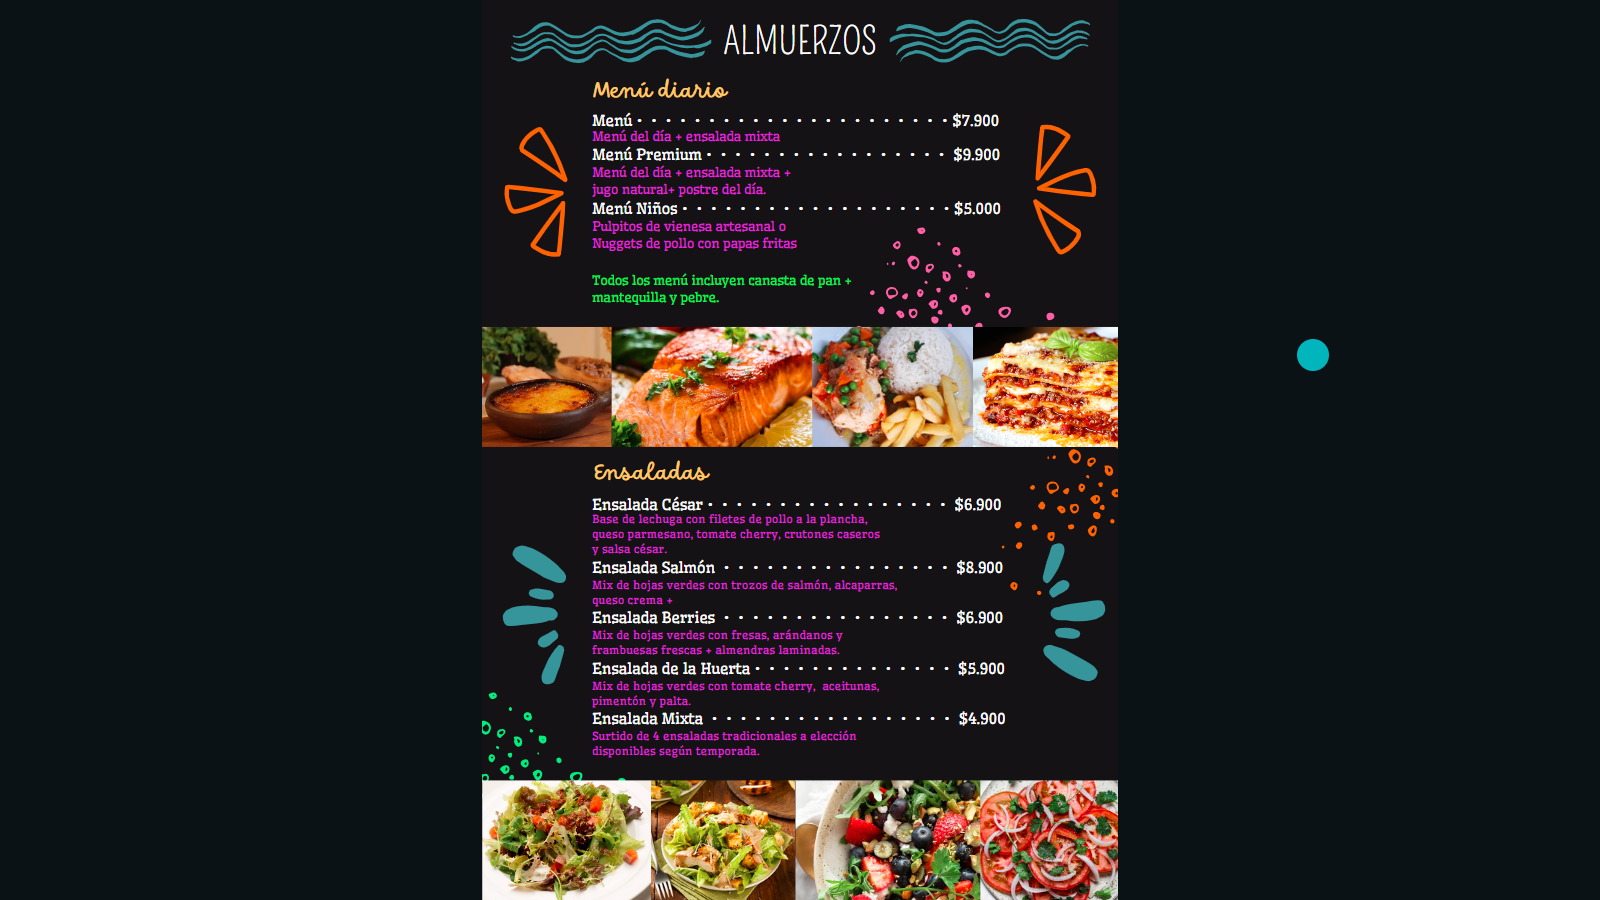 ALMUERZOS
Menú diario
Menú · · · · · · · · · · · · · · · · · · · · · · $7.900
Menú del día + ensalada mixta
Menú Premium · · · · · · · · · · · · · · · · · $9.900
Menú del día + ensalada mixta +
jugo natural+ postre del día.
Menú Niños · · · · · · · · · · · · · · · · · · · $5.000
Pulpitos de vienesa artesanal o
Nuggets de pollo con papas fritas
Todos los menú incluyen canasta de pan +
mantequilla y pebre.
Ensaladas
Ensalada César · · · · · · · · · · · · · · · · · $6.900
Base de lechuga con filetes de pollo a la plancha,
queso parmesano, tomate cherry, crutones caseros
y salsa césar.
Ensalada Salmón · · · · · · · · · · · · · · · · $8.900
Mix de hojas verdes con trozos de salmón, alcaparras,
queso crema +
Ensalada Berries · · · · · · · · · · · · · · · · $6.900
Mix de hojas verdes con fresas, arándanos y
frambuesas frescas + almendras laminadas.
Ensalada de la Huerta · · · · · · · · · · · · · · $5.900
Mix de hojas verdes con tomate cherry, aceitunas,
pimentón y palta.
Ensalada Mixta · · · · · · · · · · · · · · · · · $4.900
Surtido de 4 ensaladas tradicionales a elección
disponibles según temporada.